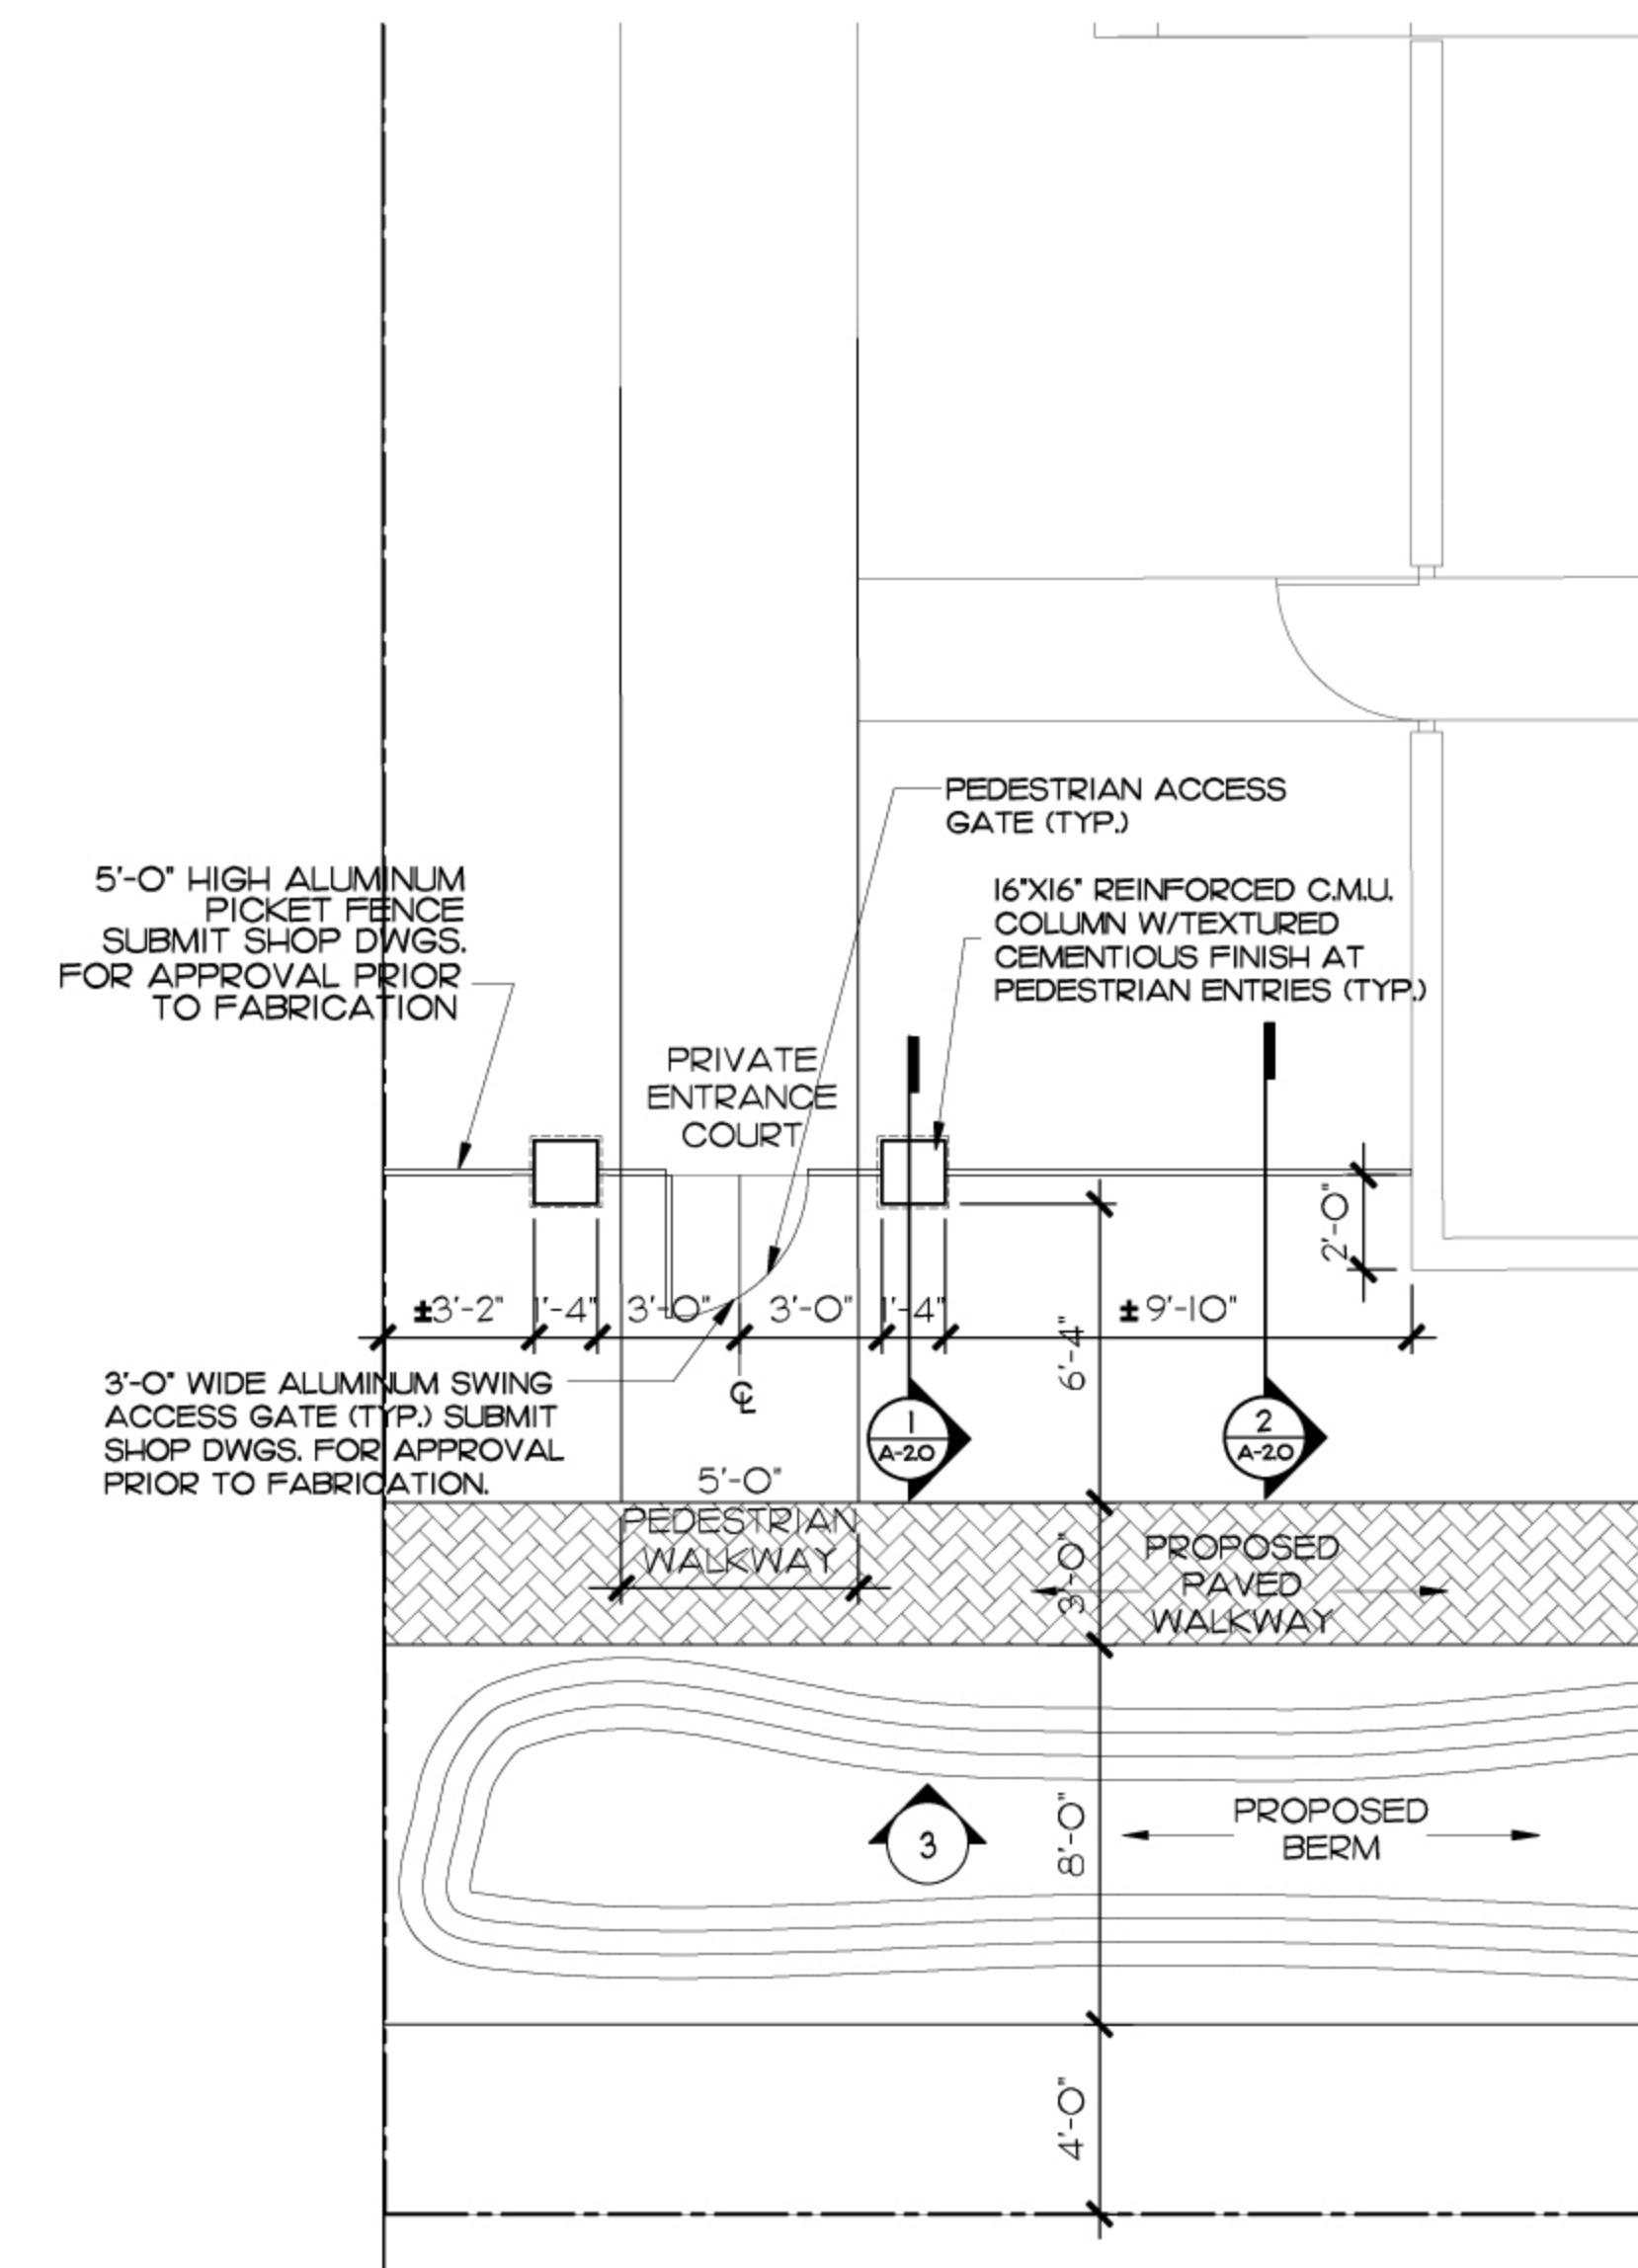 PEDESTRIAN ACCESS
GATE (TYP.)
5'-0" HIGH ALUMINUM
PICKET FENCE
SUBMIT SHOP DWGS.
FOR APPROVAL PRIOR
TO FABRICATION
16"X16" REINFORCED C.M.U.
COLUMN W/TEXTURED
CEMENTIOUS FINISH AT
PEDESTRIAN ENTRIES (TYP.)
PRIVATE
ENTRANCE
COURT
2'-0"
±3'-2" 1'-4" 3'-0" 3'-0" 1'-4" ±9'-10"
6'-4"
3'-0" WIDE ALUMINUM SWING
ACCESS GATE (TYP.) SUBMIT
SHOP DWGS. FOR APPROVAL
PRIOR TO FABRICATION.
℄
1
A-2.0
2
A-2.0
5'-0"
PEDESTRIAN
WALKWAY
3'-0"
PROPOSED
PAVED
WALKWAY
3
8'-0"
PROPOSED
BERM
4'-0"